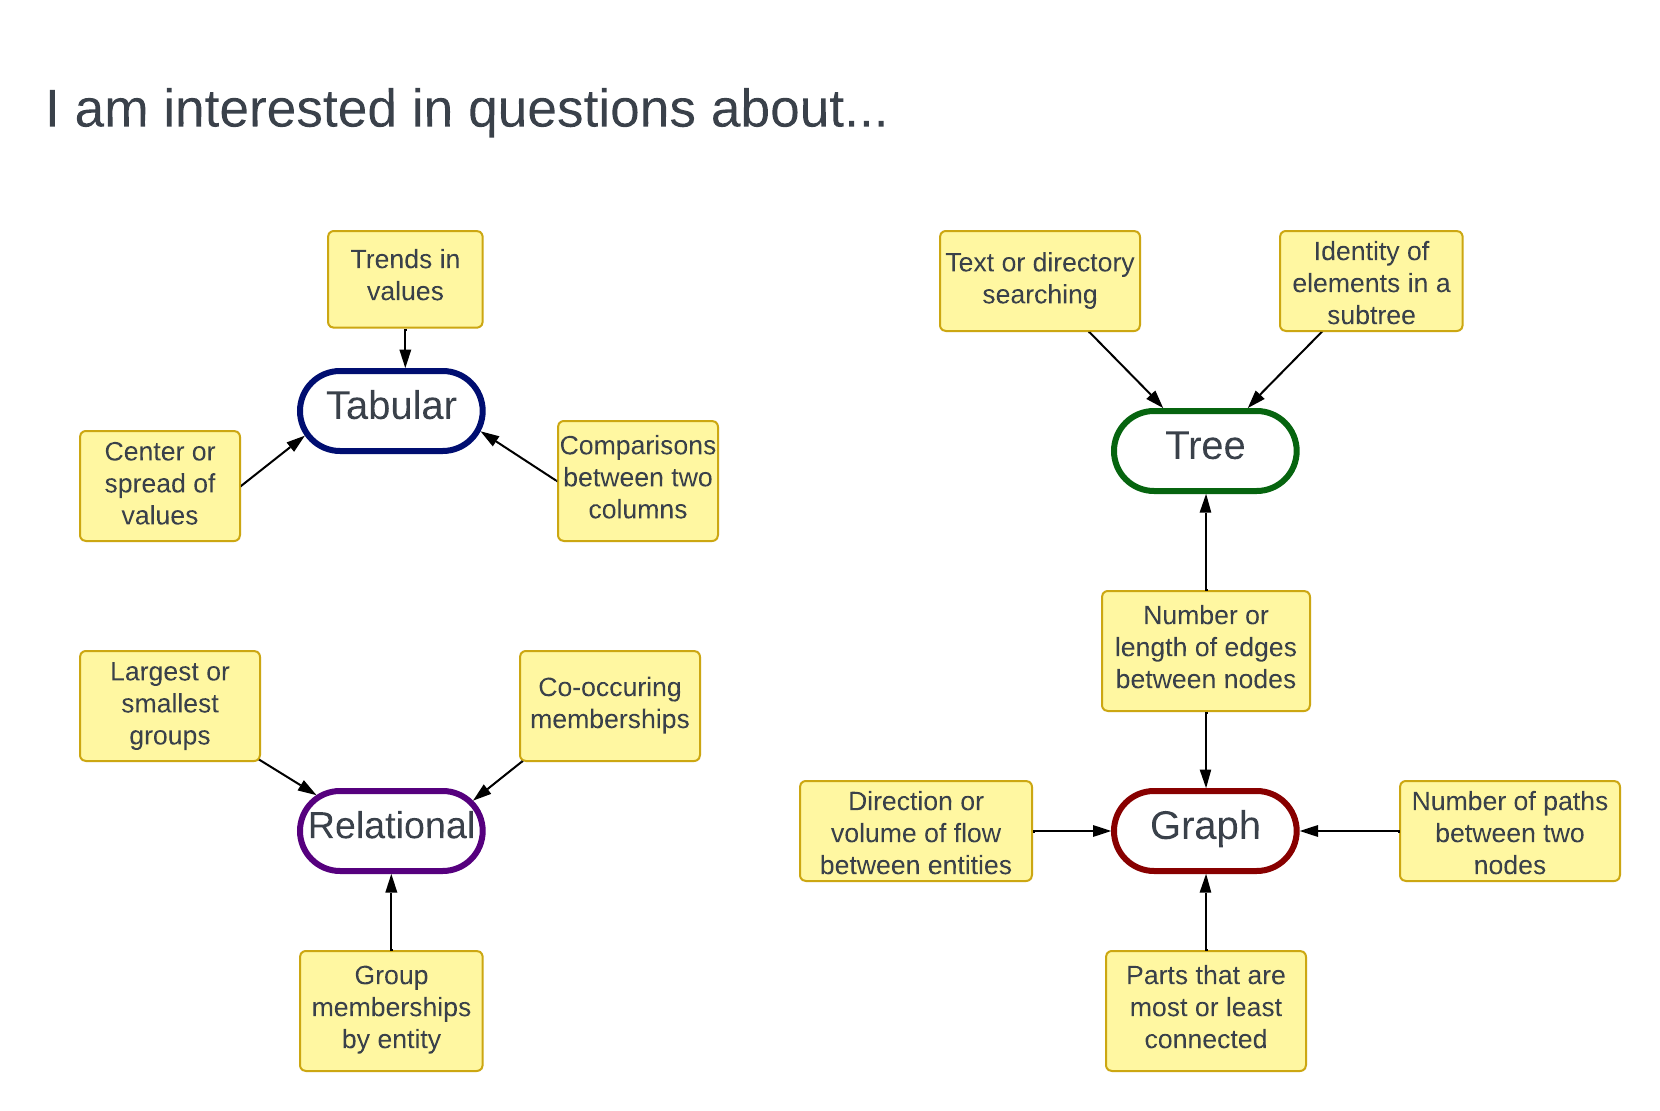 I am interested in questions about...
Trends in
values
Tabular
Center or
spread of
values
Comparisons
between two
columns
Largest or
smallest
groups
Co-occuring
memberships
Relational
Group
memberships
by entity
Text or directory
searching
Identity of
elements in a
subtree
Tree
Number or
length of edges
between nodes
Direction or
volume of flow
between entities
Graph
Number of paths
between two
nodes
Parts that are
most or least
connected